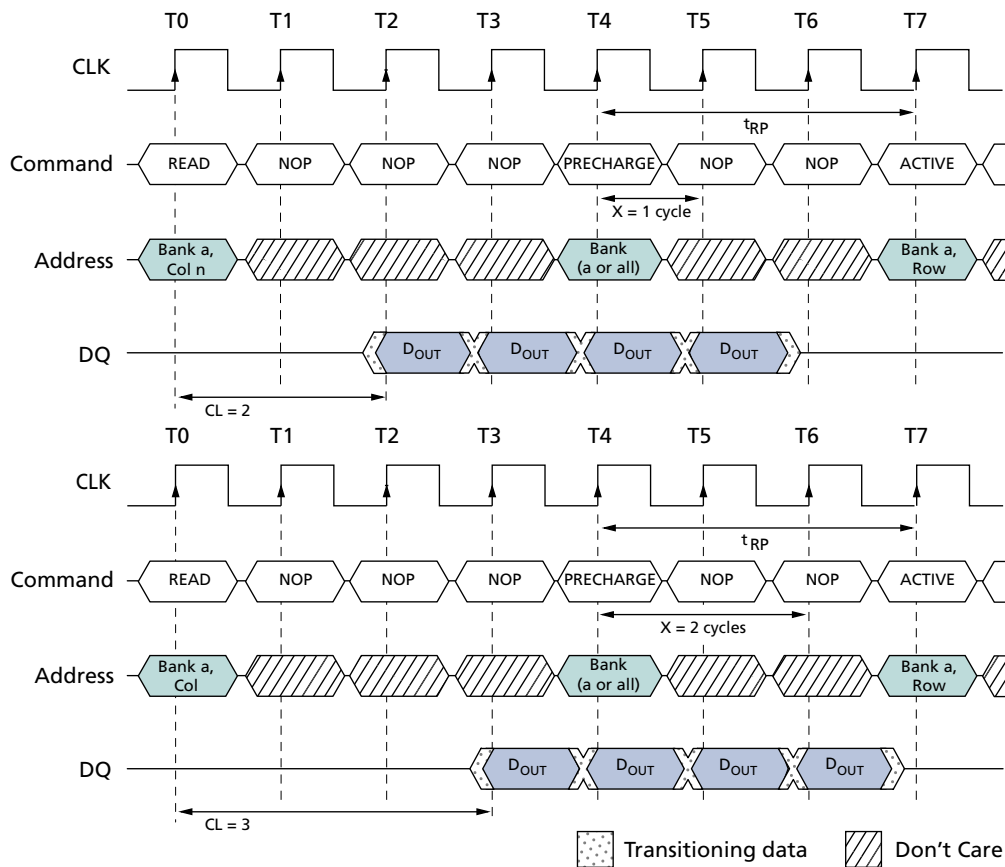 T0 T1 T2 T3 T4 T5 T6 T7
CLK
tRP
Command READ NOP NOP NOP PRECHARGE NOP NOP ACTIVE
X = 1 cycle
Address Bank a, Col n Bank (a or all) Bank a, Row
DQ DOUT DOUT DOUT DOUT
CL = 2
T0 T1 T2 T3 T4 T5 T6 T7
CLK
tRP
Command READ NOP NOP NOP PRECHARGE NOP NOP ACTIVE
X = 2 cycles
Address Bank a, Col Bank (a or all) Bank a, Row
DQ DOUT DOUT DOUT DOUT
CL = 3
Transitioning data Don't Care